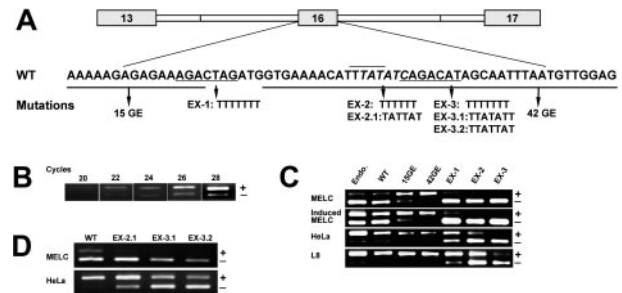 A
13 16 17
WT AAAAAGAGAGAAAGACTAGATGGTGAAAACATTTATATCAGACATAGCAATTTAATGTTGGAG
Mutations 15 GE EX-1: TTTTTTT EX-2: TTTTTT EX-3: TTTTTTT 42 GE
EX-2.1: TATTAT EX-3.1: TTATATT
EX-3.2: TTATTAT
B
Cycles
20 22 24 26 28
+
–
C
Endo. WT 15GE 42GE EX-1 EX-2 EX-3
MELC + –
Induced MELC + –
HeLa + –
L8 + –
D
WT EX-2.1 EX-3.1 EX-3.2
MELC + –
HeLa + –